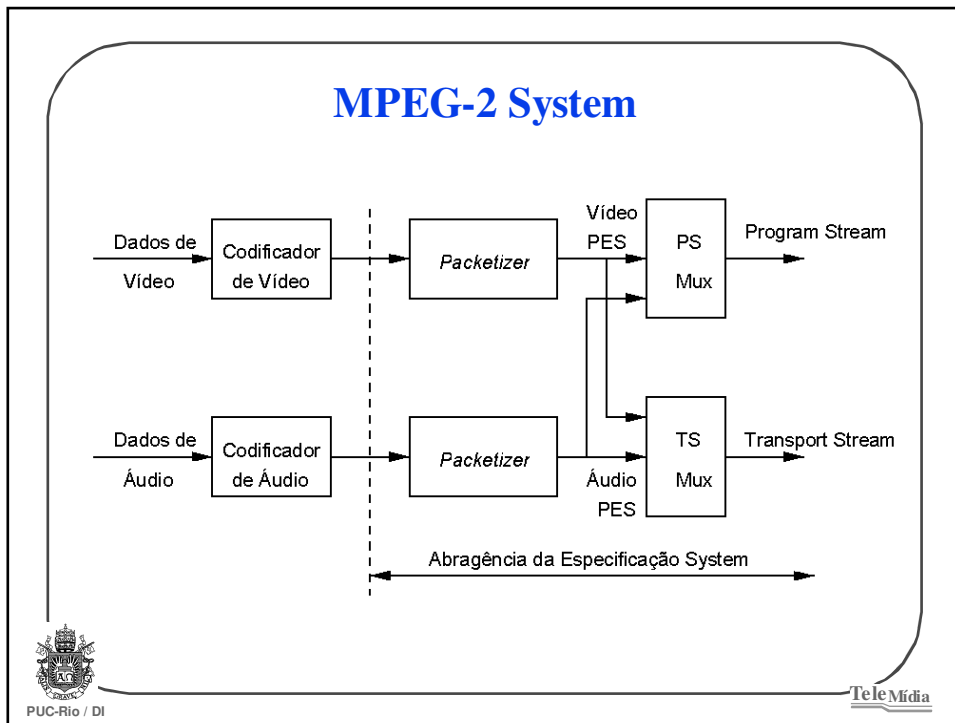 MPEG-2 System
Dados de
Vídeo
Codificador
de Vídeo
Packetizer
Vídeo
PES
PS
Mux
Program Stream
Dados de
Áudio
Codificador
de Áudio
Packetizer
Áudio
PES
TS
Mux
Transport Stream
Abragência da Especificação System
PUC-Rio / DI
TeleMídia